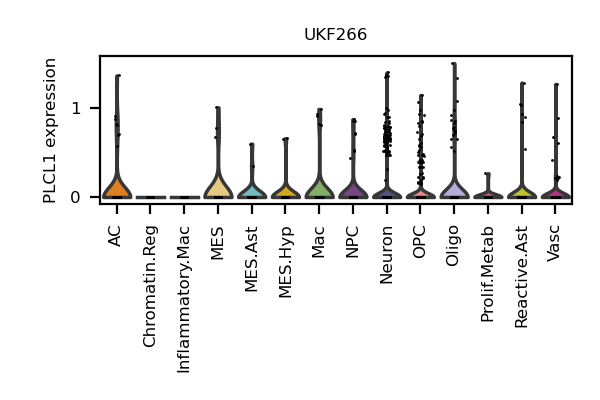 UKF266
PLCL1 expression
1
0
AC
Chromatin.Reg
Inflammatory.Mac
MES
MES.Ast
MES.Hyp
Mac
NPC
Neuron
OPC
Oligo
Prolif.Metab
Reactive.Ast
Vasc